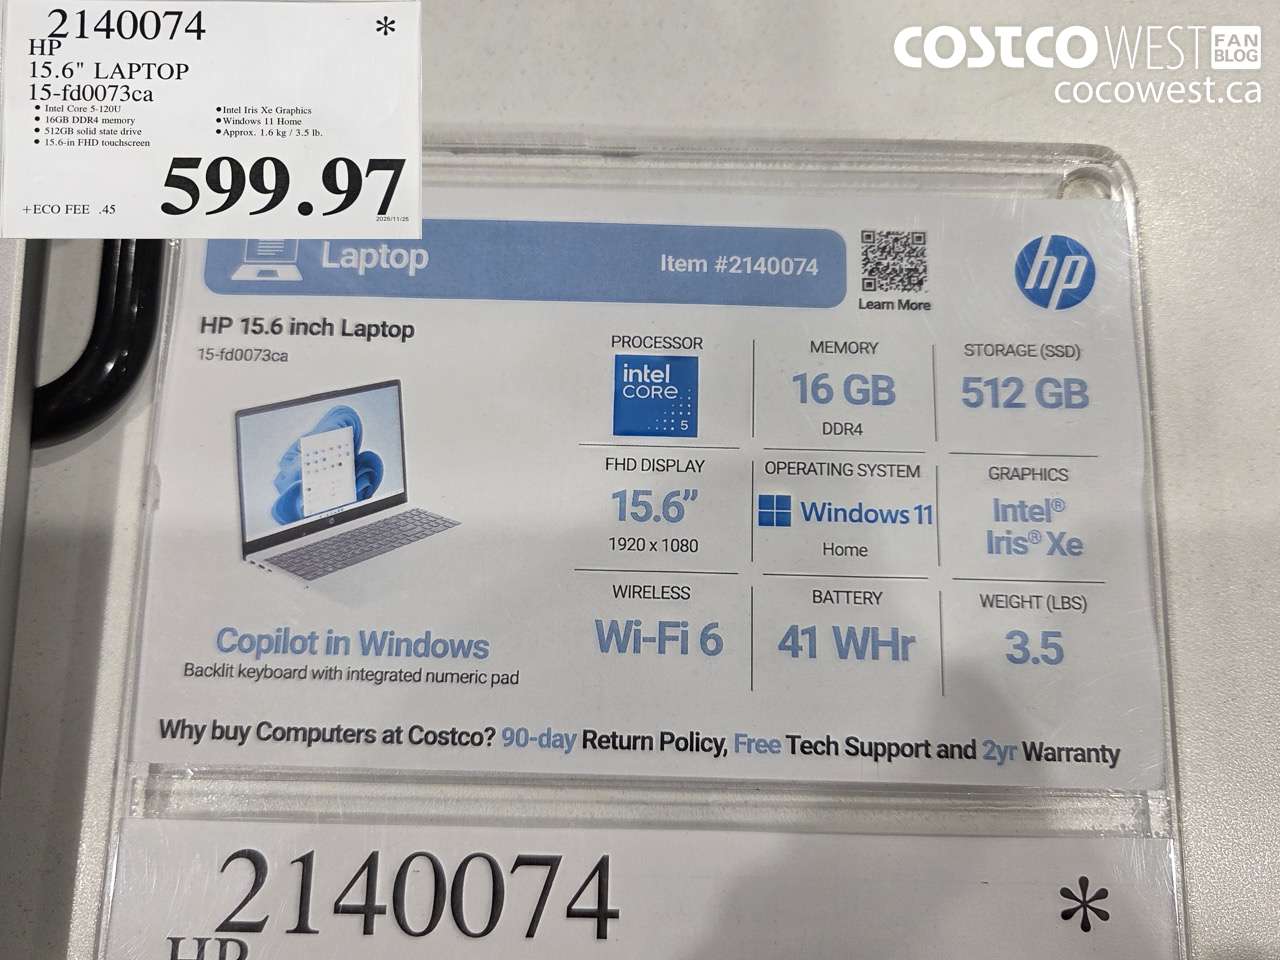 2140074 *
HP
15.6" LAPTOP
15-fd0073ca
• Intel Core 5-120U
• 16GB DDR4 memory
• 512GB solid state drive
• 15.6-in FHD touchscreen
• Intel Iris Xe Graphics
• Windows 11 Home
• Approx. 1.6 kg / 3.5 lb.
599.97
+ECO FEE .45
2025/11/25
COSTCO WEST FAN BLOG
cocowest.ca
Laptop
Item #2140074
Learn More
hp
HP 15.6 inch Laptop
15-fd0073ca
PROCESSOR
intel
CORE
5
MEMORY
16 GB
DDR4
STORAGE (SSD)
512 GB
FHD DISPLAY
15.6”
1920 x 1080
OPERATING SYSTEM
Windows 11
Home
GRAPHICS
Intel®
Iris® Xe
WIRELESS
Wi-Fi 6
BATTERY
41 WHr
WEIGHT (LBS)
3.5
Copilot in Windows
Backlit keyboard with integrated numeric pad
Why buy Computers at Costco? 90-day Return Policy, Free Tech Support and 2yr Warranty
2140074 *
HP